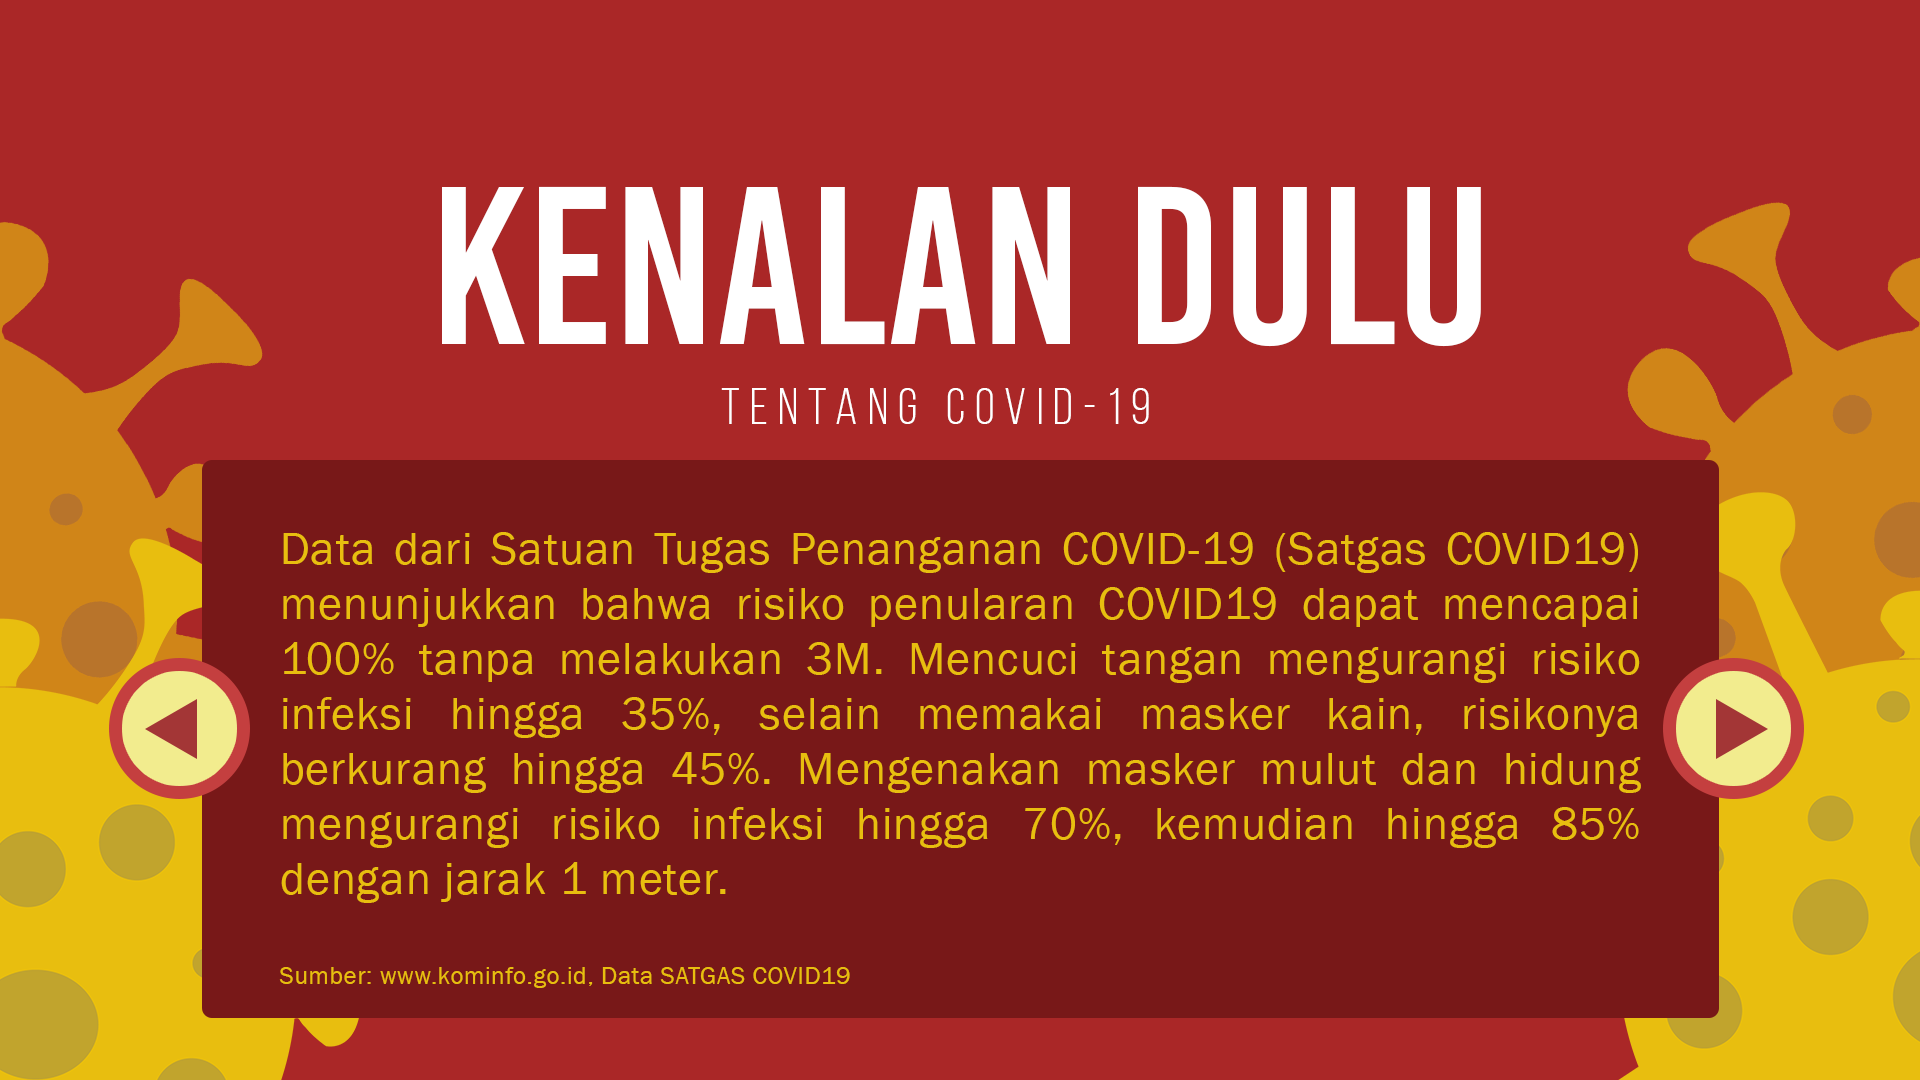 KENALAN DULU
TENTANG COVID-19
Data dari Satuan Tugas Penanganan COVID-19 (Satgas COVID19)
menunjukkan bahwa risiko penularan COVID19 dapat mencapai
100% tanpa melakukan 3M. Mencuci tangan mengurangi risiko
infeksi hingga 35%, selain memakai masker kain, risikonya
berkurang hingga 45%. Mengenakan masker mulut dan hidung
mengurangi risiko infeksi hingga 70%, kemudian hingga 85%
dengan jarak 1 meter.
Sumber: www.kominfo.go.id, Data SATGAS COVID19